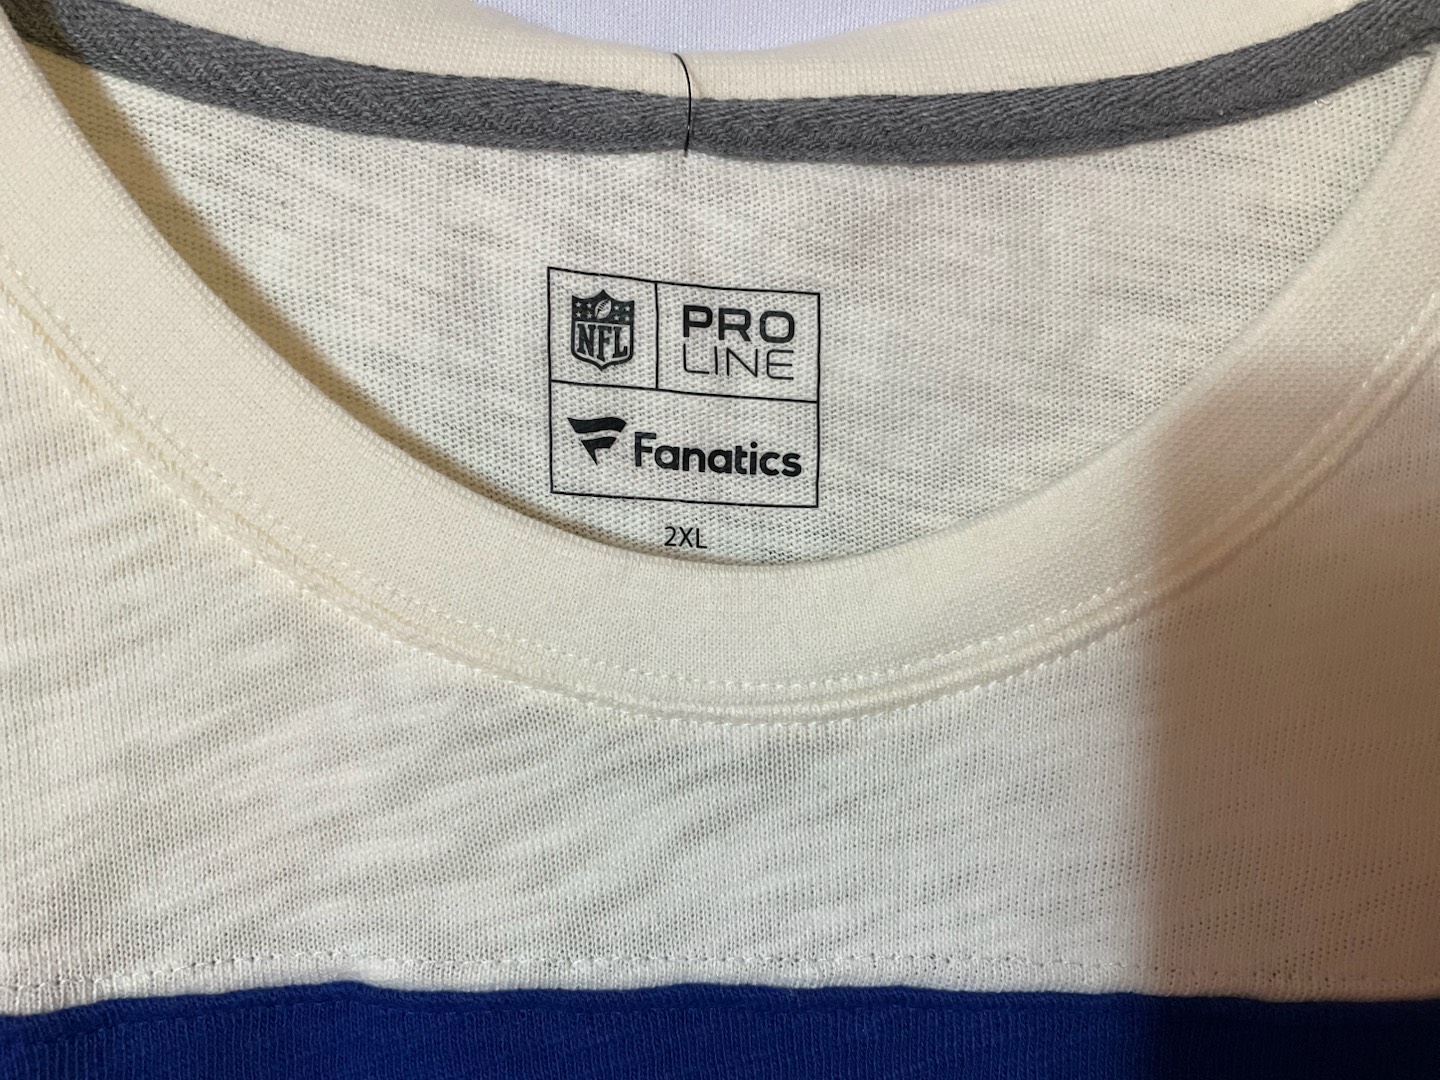 NFL
PRO
LINE
Fanatics
2XL